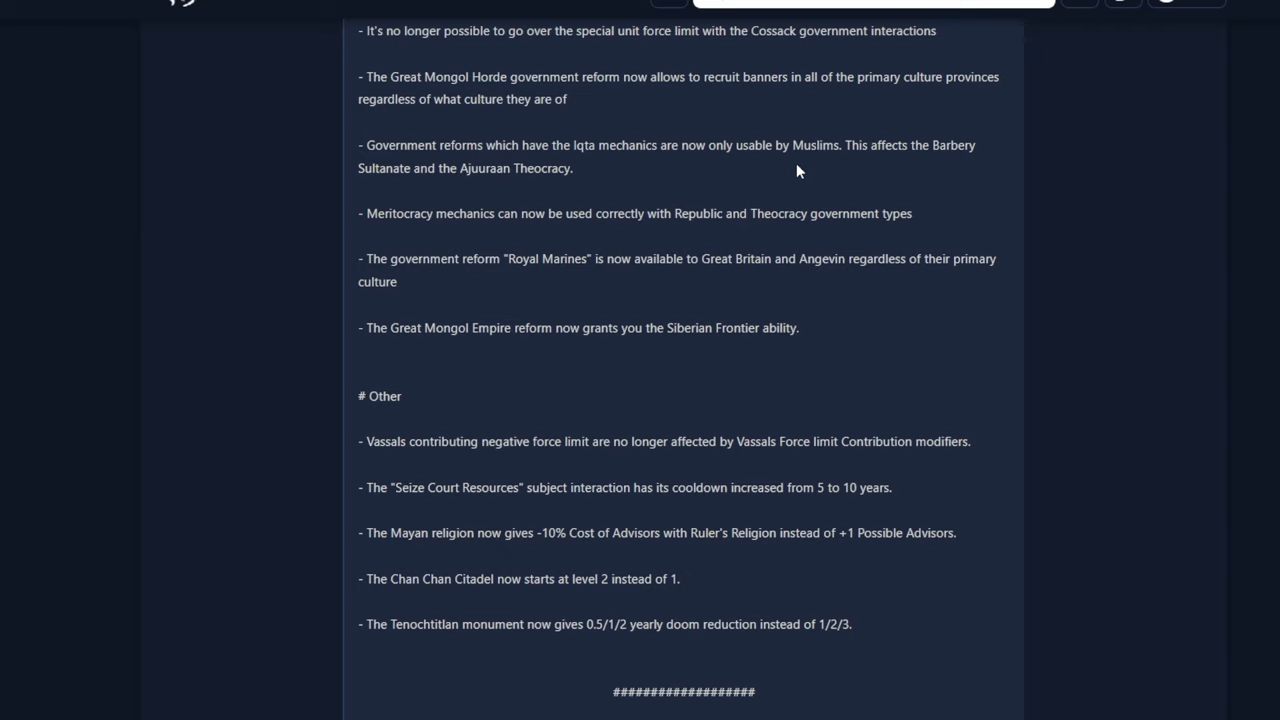 - It's no longer possible to go over the special unit force limit with the Cossack government interactions
- The Great Mongol Horde government reform now allows to recruit banners in all of the primary culture provinces
regardless of what culture they are of
- Government reforms which have the Iqta mechanics are now only usable by Muslims. This affects the Barbery
Sultanate and the Ajuuraan Theocracy.
- Meritocracy mechanics can now be used correctly with Republic and Theocracy government types
- The government reform "Royal Marines" is now available to Great Britain and Angevin regardless of their primary
culture
- The Great Mongol Empire reform now grants you the Siberian Frontier ability.
# Other
- Vassals contributing negative force limit are no longer affected by Vassals Force limit Contribution modifiers.
- The "Seize Court Resources" subject interaction has its cooldown increased from 5 to 10 years.
- The Mayan religion now gives -10% Cost of Advisors with Ruler's Religion instead of +1 Possible Advisors.
- The Chan Chan Citadel now starts at level 2 instead of 1.
- The Tenochtitlan monument now gives 0.5/1/2 yearly doom reduction instead of 1/2/3.
###################